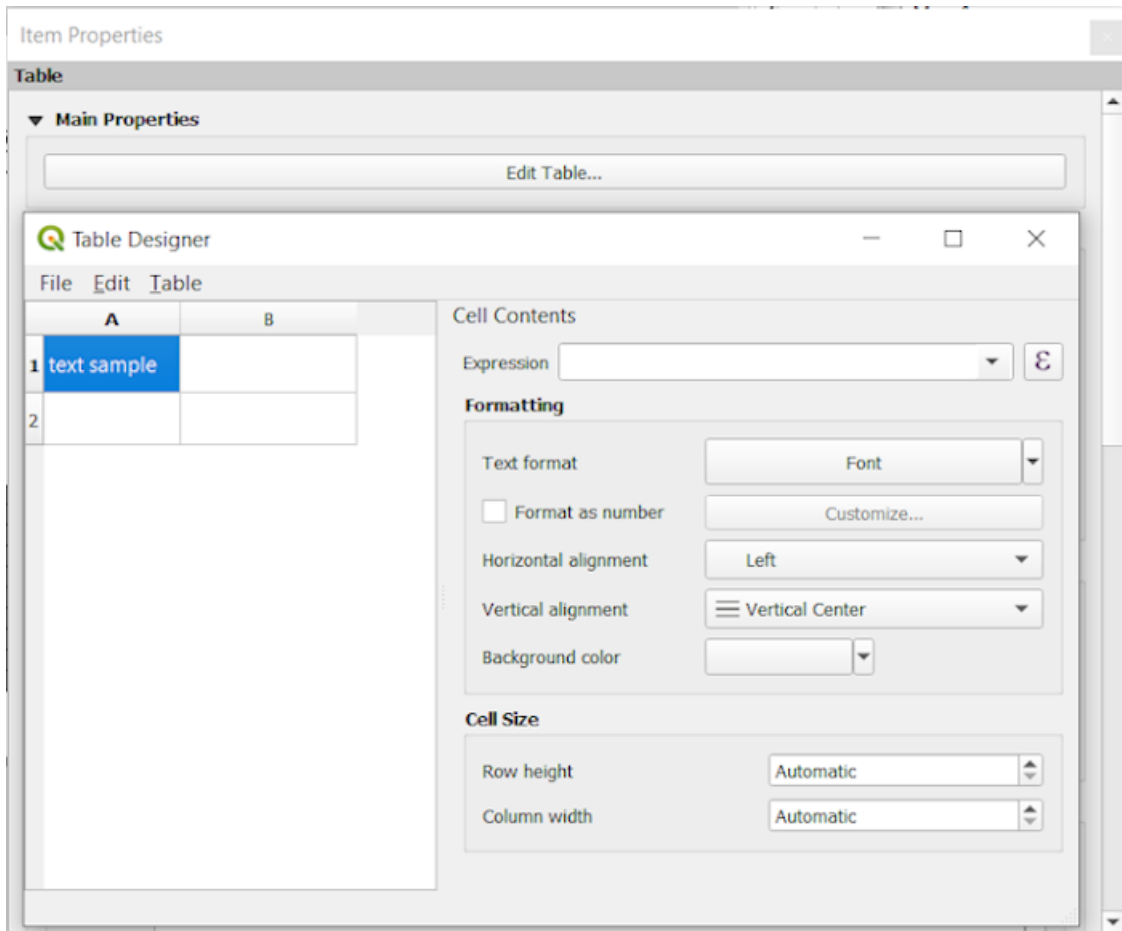 Item Properties
Table
Main Properties
Edit Table...
Table Designer
File Edit Table
A B
Cell Contents
1 text sample
Expression ε
Formatting
2
Text format Font
Format as number Customize...
Horizontal alignment Left
Vertical alignment Vertical Center
Background color
Cell Size
Row height Automatic
Column width Automatic